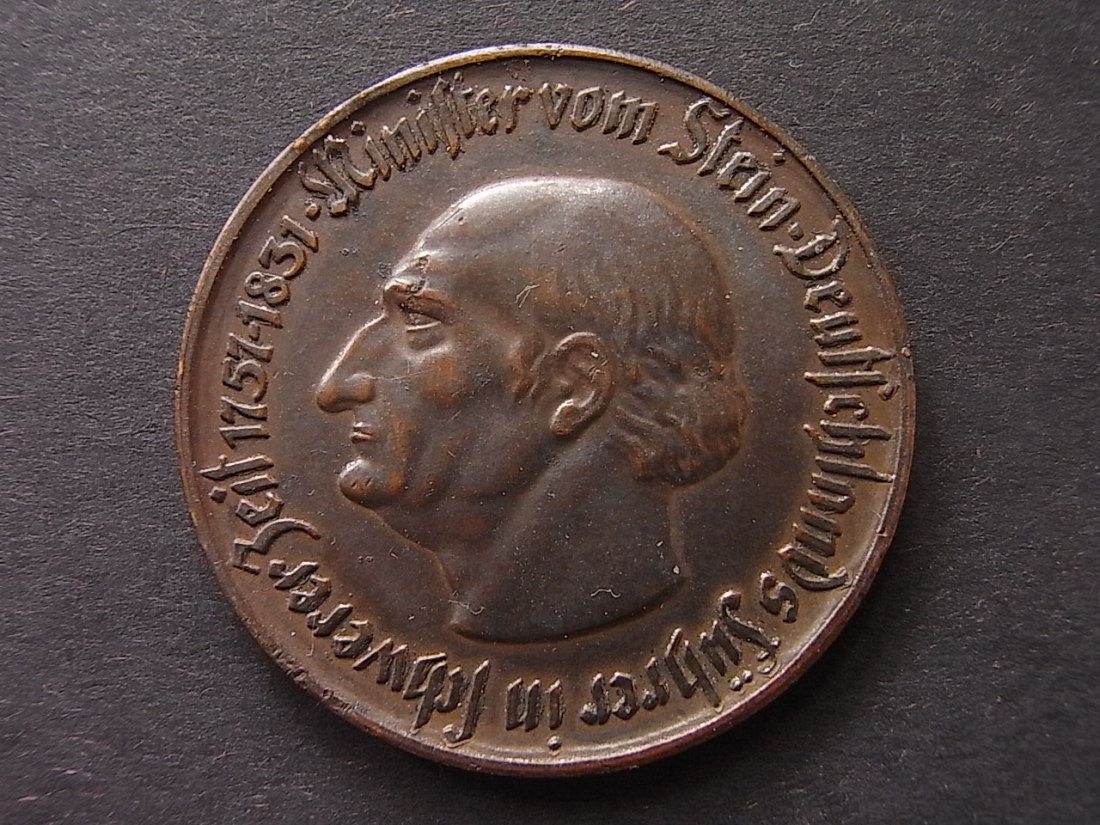 Minister vom Stein · Deutschlands Führer in schwerer Zeit 1757-1831 ·